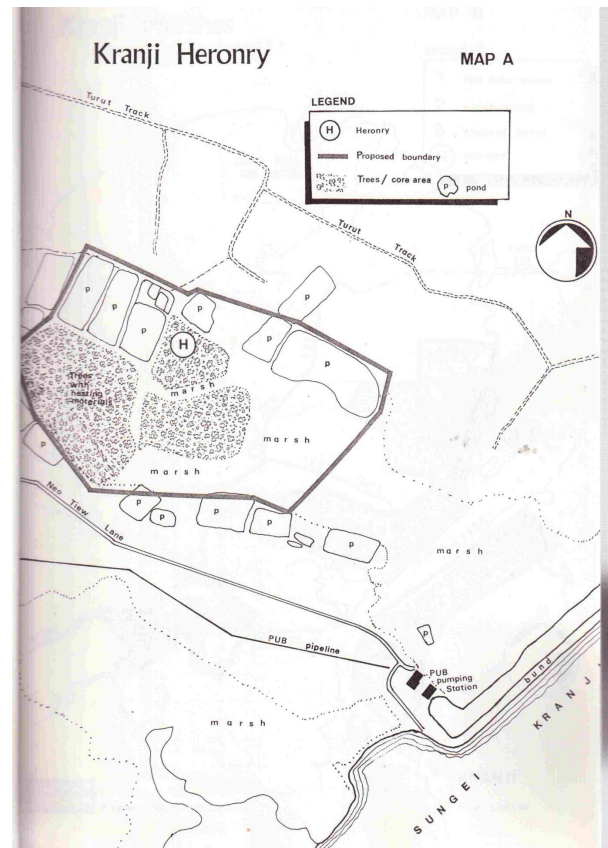 Kranji Heronry
MAP A
LEGEND
H Heronry
Proposed boundary
Trees / core area
P pond
N
Turut Track
Turut Track
P
P
P
P
P
P
H
Trees
with
nesting
materials
marsh
marsh
marsh
P
P
P
P
P
P
Neo Tiew Lane
marsh
P
PUB pipeline
PUB
pumping
Station
bund
marsh
SUNGEI KRANJI